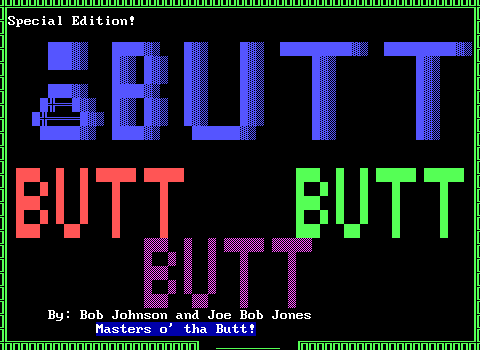 Special Edition!
BUTT
BUTT BUTT
BUTT
By: Bob Johnson and Joe Bob Jones
Masters o' tha Butt!